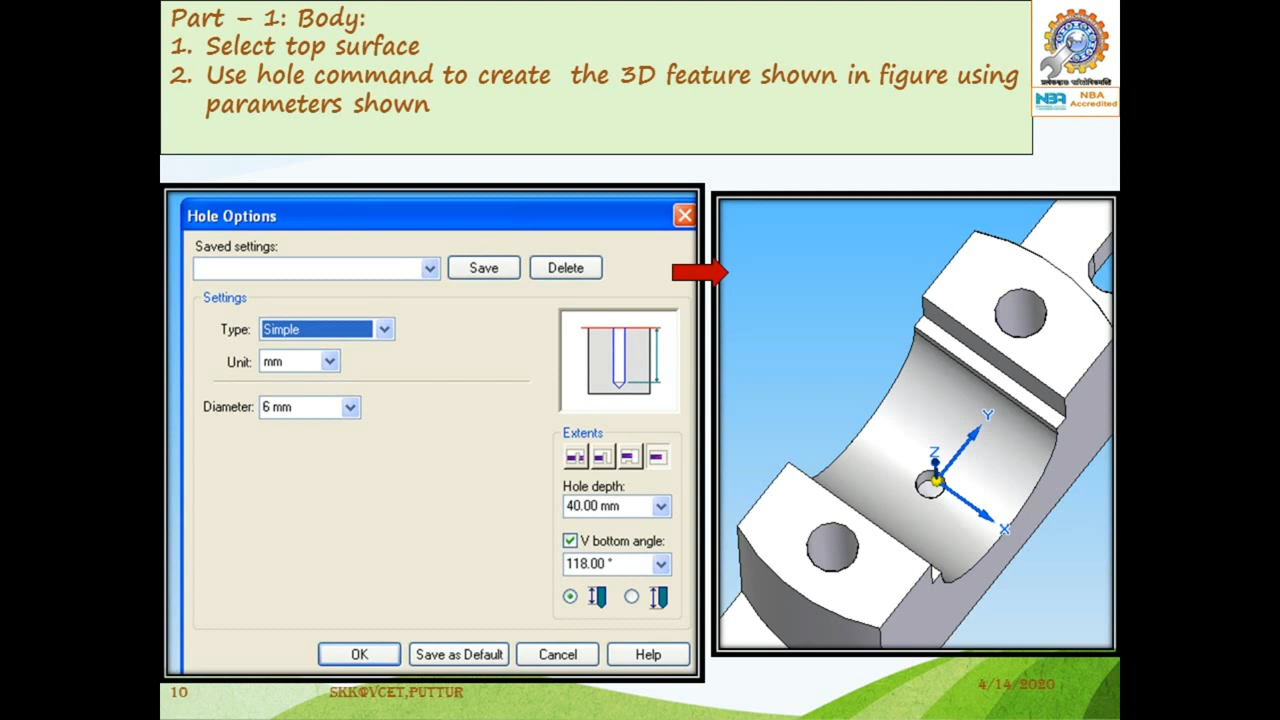 Part – 1: Body:
1. Select top surface
2. Use hole command to create the 3D feature shown in figure using
parameters shown
NBA
NBA
Accredited
Hole Options
Saved settings:
Save
Delete
Settings
Type: Simple
Unit: mm
Diameter: 6 mm
Extents
Hole depth:
40.00 mm
V bottom angle:
118.00 °
OK
Save as Default
Cancel
Help
Y
Z
X
10
SKK@VCET,PUTTUR
4/14/2020